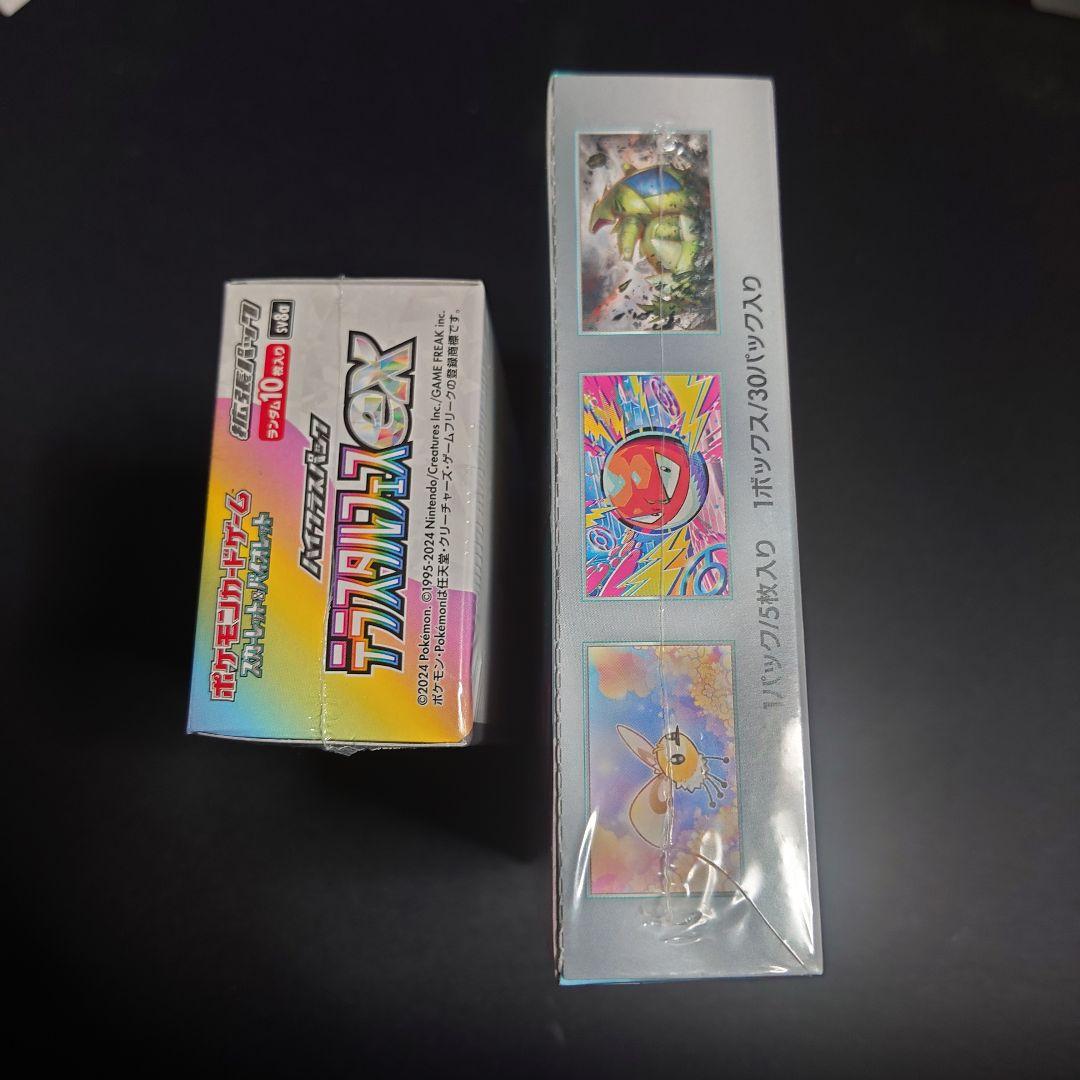 ポケモンカードゲーム
スカーレット&バイオレット
拡張パック
ランダム10枚入り
sv8a
ハイクラスパック
テラスタルフェスex
©2024 Pokémon. ©1995-2024 Nintendo/Creatures Inc./GAME FREAK inc.
ポケモン・Pokémonは任天堂・クリーチャーズ・ゲームフリークの登録商標です。
1パック/5枚入り 1ボックス/30パック入り